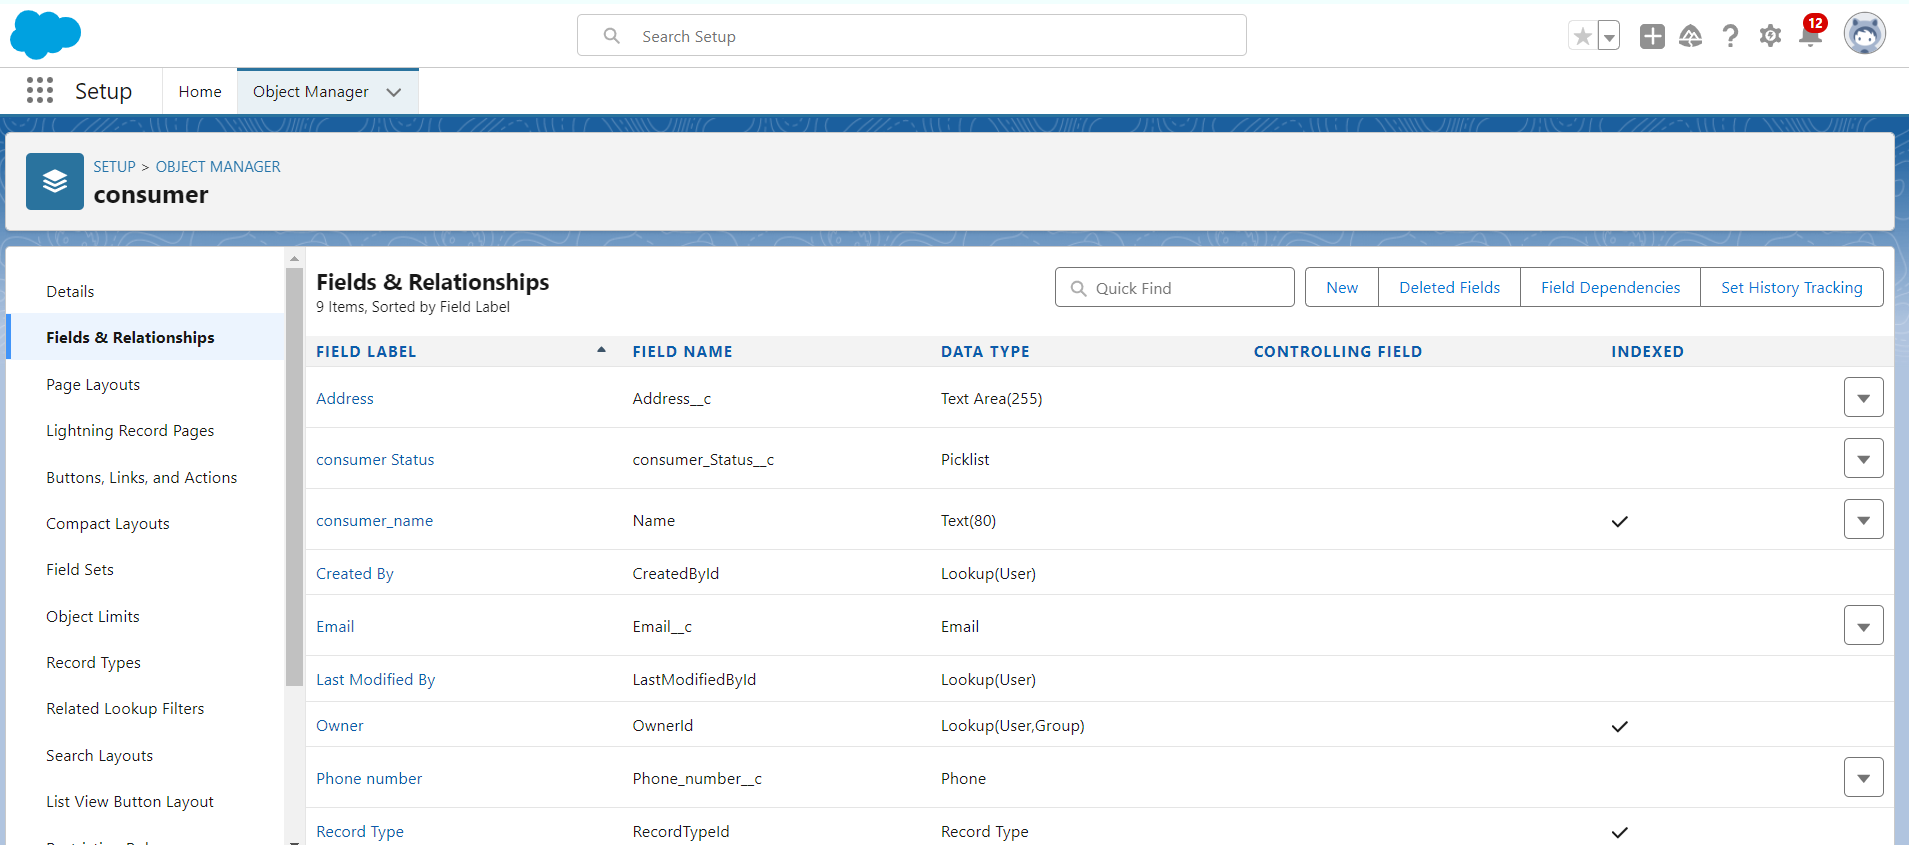 Search Setup
12
Setup
Home
Object Manager
SETUP > OBJECT MANAGER
consumer
Details
Fields & Relationships
Page Layouts
Lightning Record Pages
Buttons, Links, and Actions
Compact Layouts
Field Sets
Object Limits
Record Types
Related Lookup Filters
Search Layouts
List View Button Layout
Fields & Relationships
9 Items, Sorted by Field Label
Quick Find
New
Deleted Fields
Field Dependencies
Set History Tracking
FIELD LABEL FIELD NAME DATA TYPE CONTROLLING FIELD INDEXED
Address Address__c Text Area(255)
consumer Status consumer_Status__c Picklist
consumer_name Name Text(80)
Created By CreatedById Lookup(User)
Email Email__c Email
Last Modified By LastModifiedById Lookup(User)
Owner OwnerId Lookup(User,Group)
Phone number Phone_number__c Phone
Record Type RecordTypeId Record Type